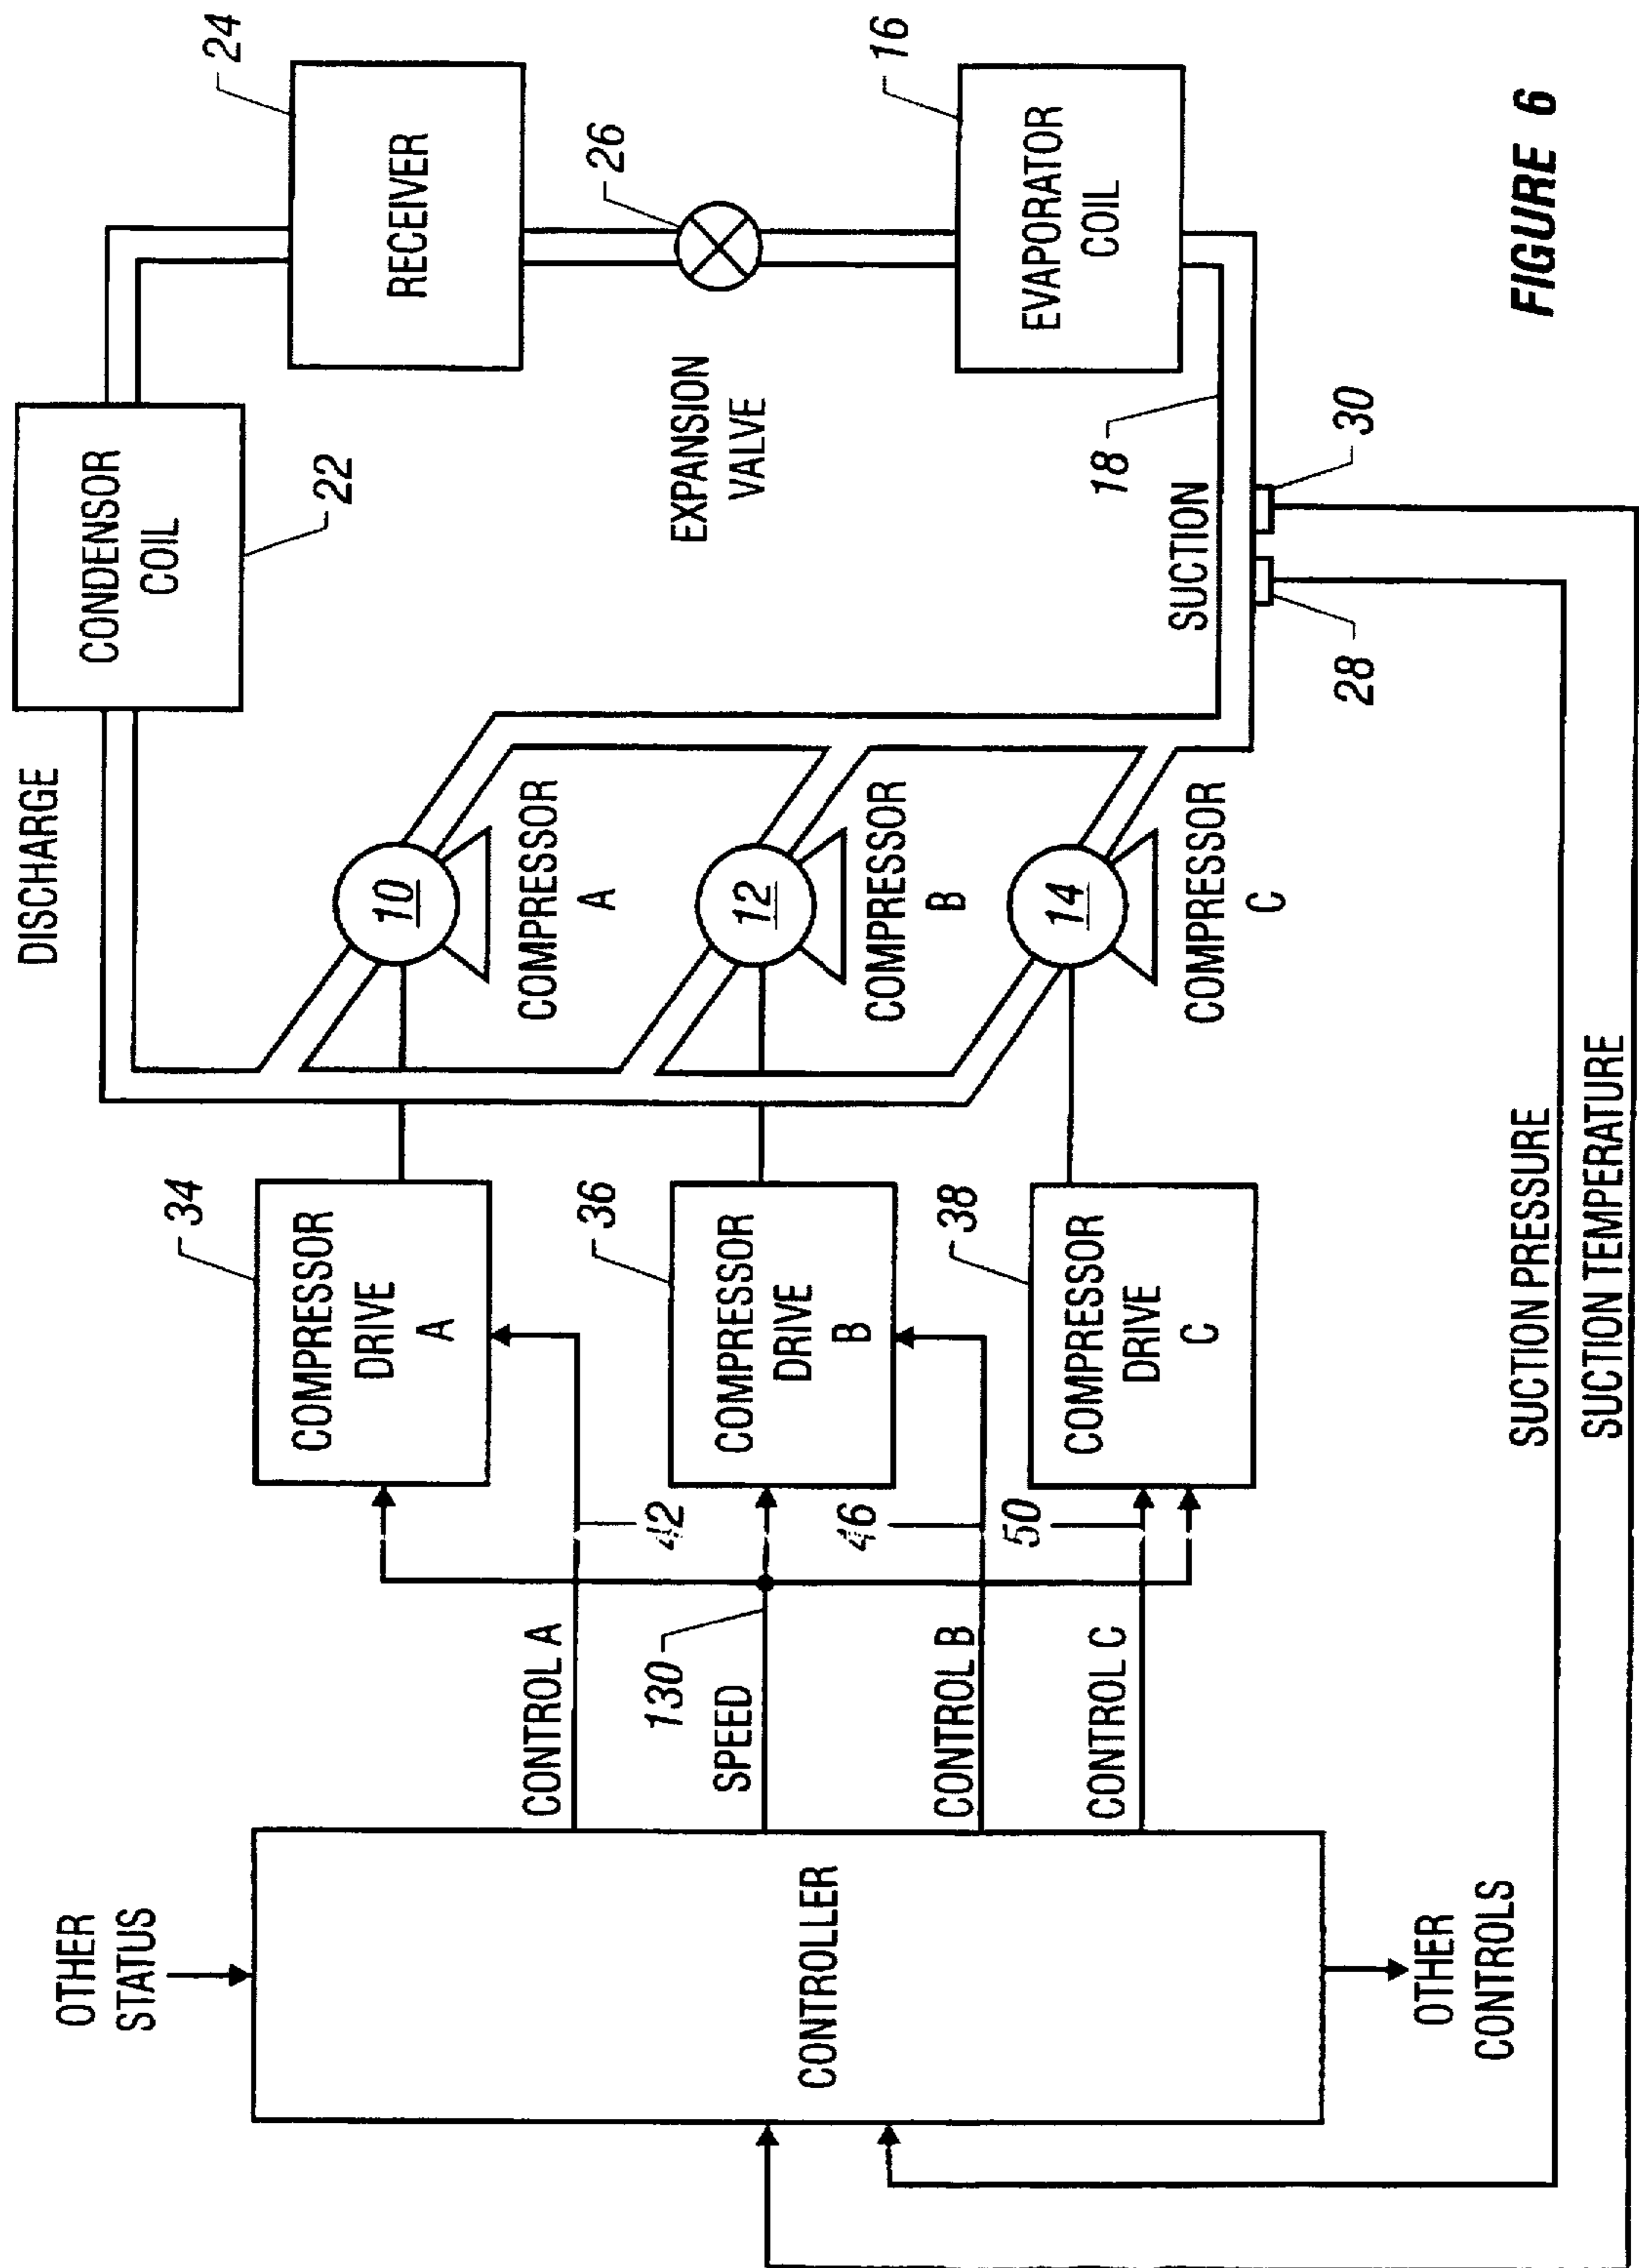 OTHER
STATUS
CONTROLLER
OTHER
CONTROLS
CONTROL A
130
SPEED
CONTROL B
CONTROL C
42
46
50
34
COMPRESSOR
DRIVE
A
36
COMPRESSOR
DRIVE
B
38
COMPRESSOR
DRIVE
C
SUCTION PRESSURE
SUCTION TEMPERATURE
DISCHARGE
10
COMPRESSOR
A
12
COMPRESSOR
B
14
COMPRESSOR
C
CONDENSOR
COIL
22
24
RECEIVER
26
EXPANSION
VALVE
16
EVAPORATOR
COIL
18
SUCTION
28
30
FIGURE 6